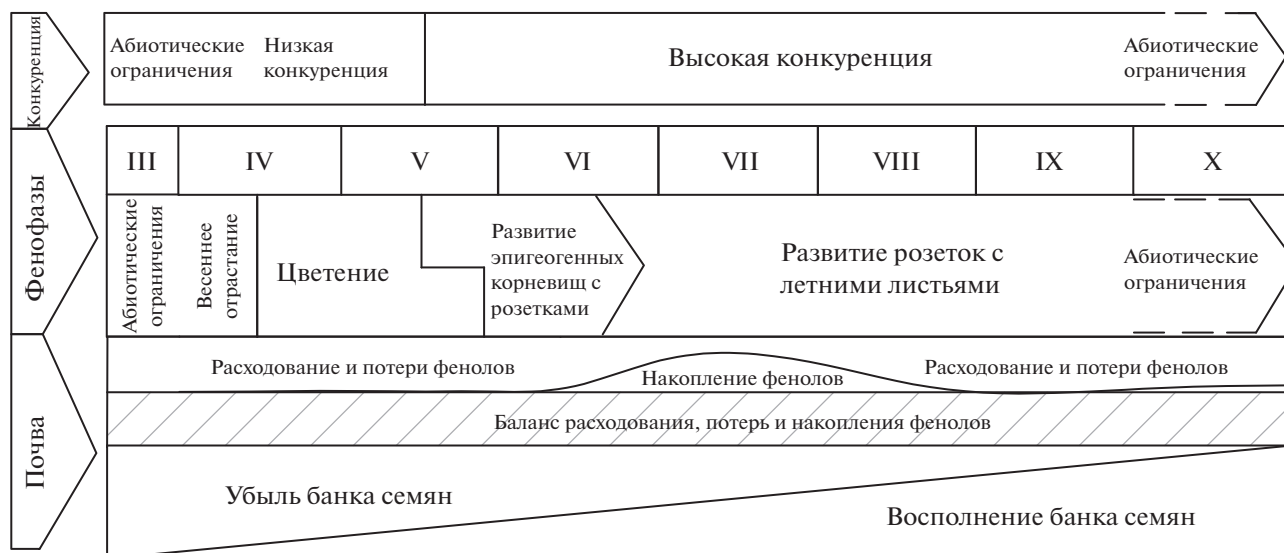 Конкуренция
Абиотические
ограничения
Низкая
конкуренция
Высокая конкуренция
Абиотические
ограничения
Фенофазы
III
IV
V
VI
VII
VIII
IX
X
Абиотические
ограничения
Весеннее
отрастание
Цветение
Развитие
эпигеогенных
корневищ с
розетками
Развитие розеток с
летними листьями
Абиотические
ограничения
Почва
Расходование и потери фенолов
Накопление фенолов
Расходование и потери фенолов
Баланс расходования, потерь и накопления фенолов
Убыль банка семян
Восполнение банка семян